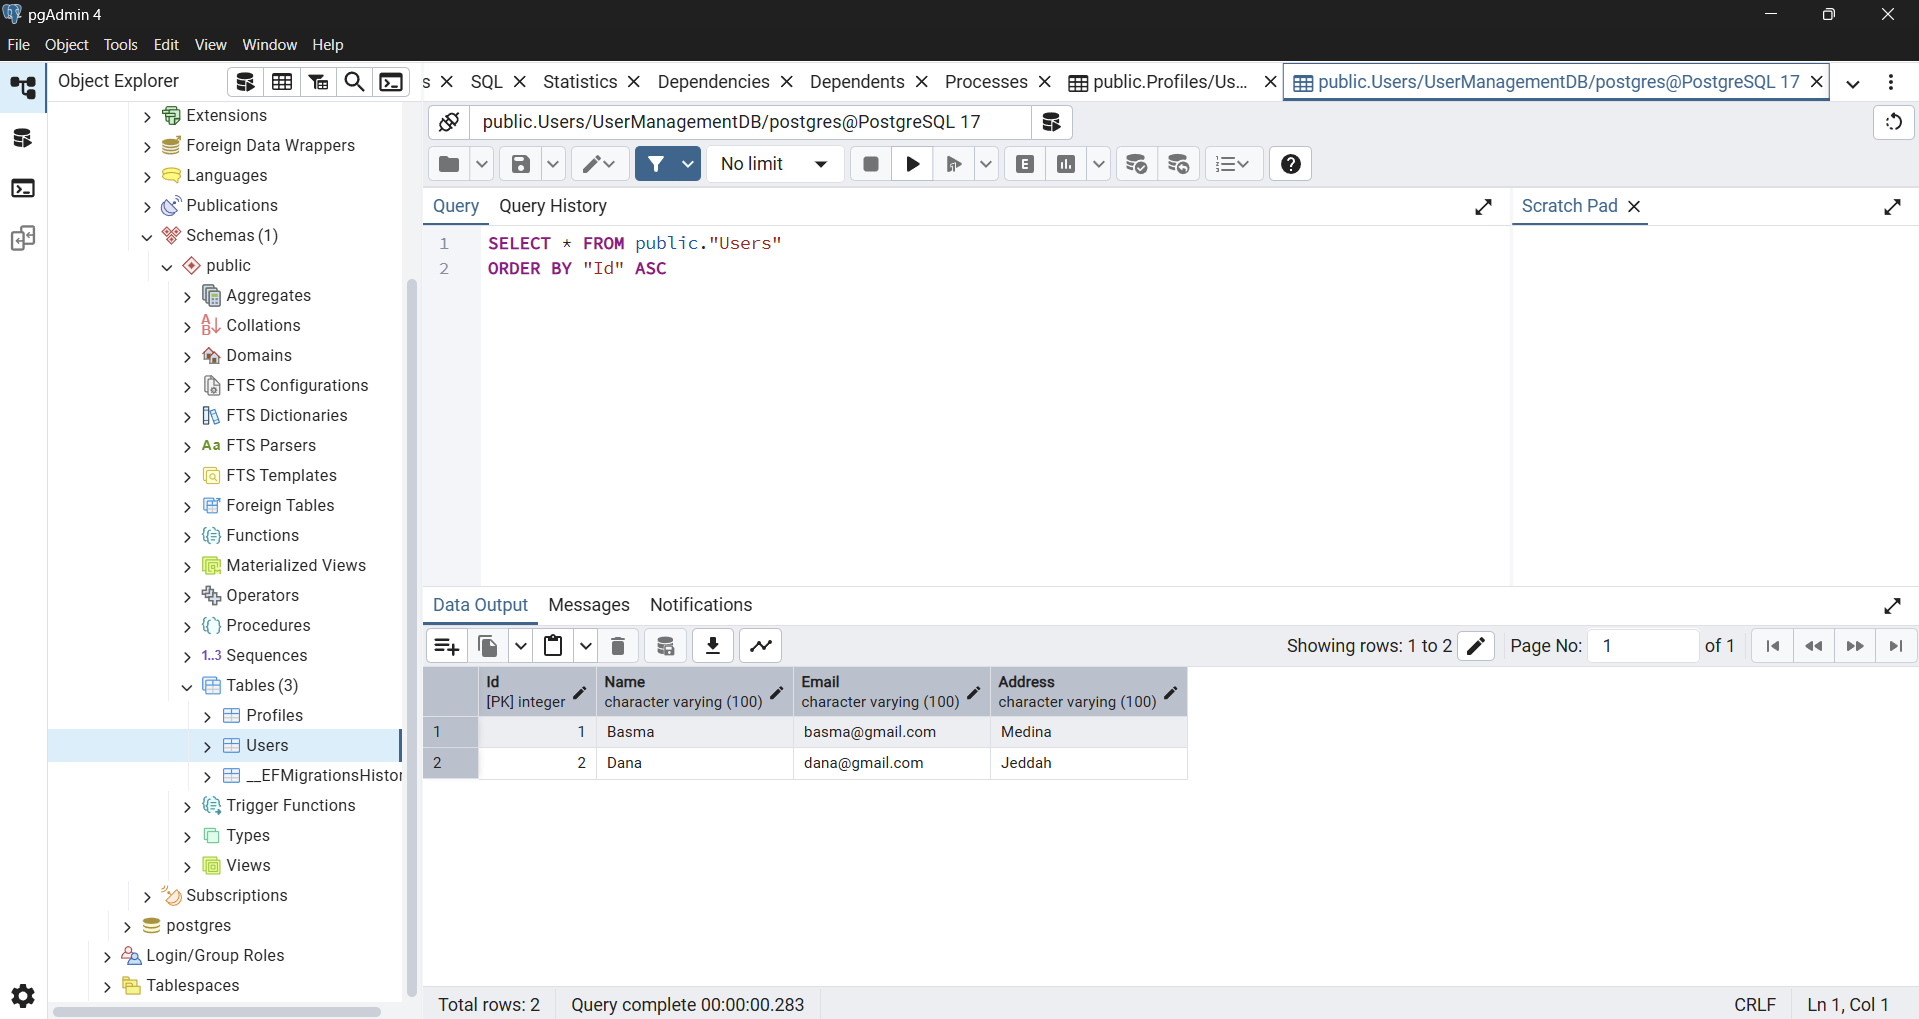 pgAdmin 4
File Object Tools Edit View Window Help
Object Explorer
s SQL Statistics Dependencies Dependents Processes public.Profiles/Us... public.Users/UserManagementDB/postgres@PostgreSQL 17
public.Users/UserManagementDB/postgres@PostgreSQL 17
No limit
E
Query Query History
Scratch Pad
1 SELECT * FROM public."Users"
2 ORDER BY "Id" ASC
Extensions
Foreign Data Wrappers
Languages
Publications
Schemas (1)
public
Aggregates
Collations
Domains
FTS Configurations
FTS Dictionaries
Aa FTS Parsers
FTS Templates
Foreign Tables
Functions
Materialized Views
Operators
Procedures
1..3 Sequences
Tables (3)
Profiles
Users
__EFMigrationsHistor
Trigger Functions
Types
Views
Subscriptions
postgres
Login/Group Roles
Tablespaces
Data Output Messages Notifications
Showing rows: 1 to 2 Page No: 1 of 1
Id Name Email Address
[PK] integer character varying (100) character varying (100) character varying (100)
1 1 Basma basma@gmail.com Medina
2 2 Dana dana@gmail.com Jeddah
Total rows: 2 Query complete 00:00:00.283 CRLF Ln 1, Col 1